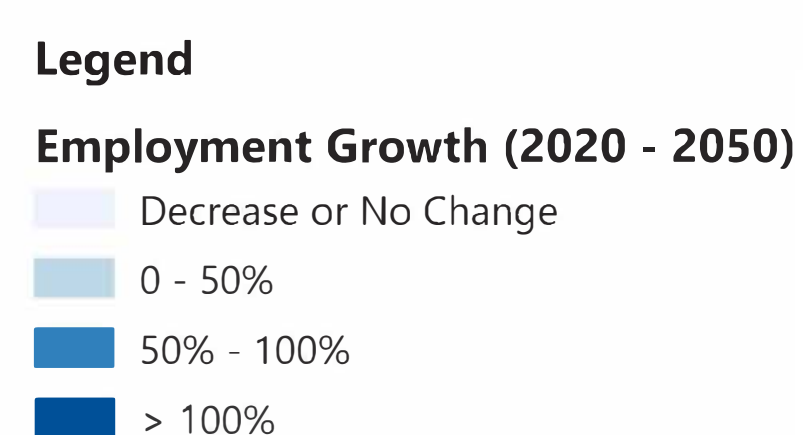 Legend
Employment Growth (2020 - 2050)
Decrease or No Change
0 - 50%
50% - 100%
> 100%